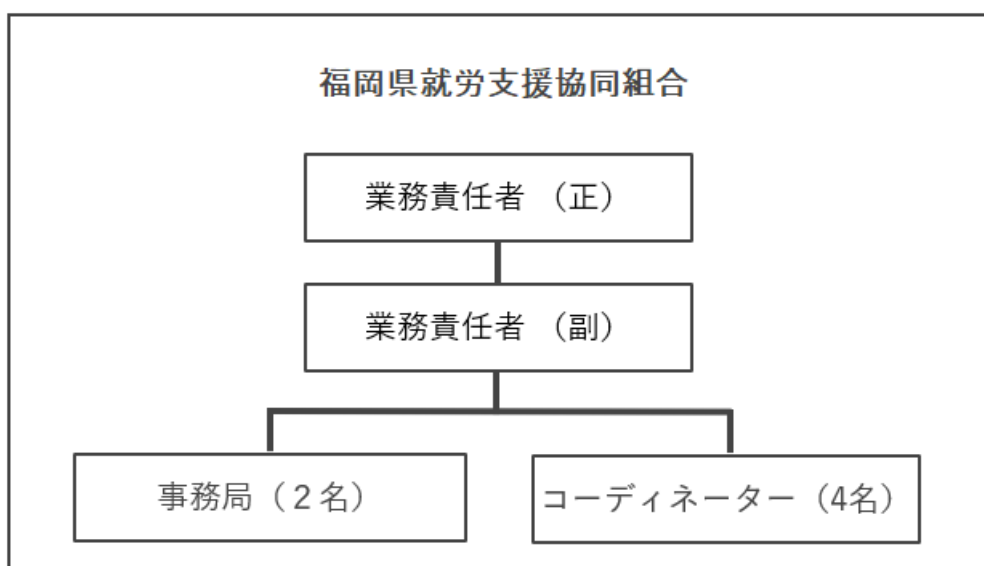 福岡県就労支援協同組合
業務責任者 （正）
業務責任者 （副）
事務局（２名）
コーディネーター（4名）